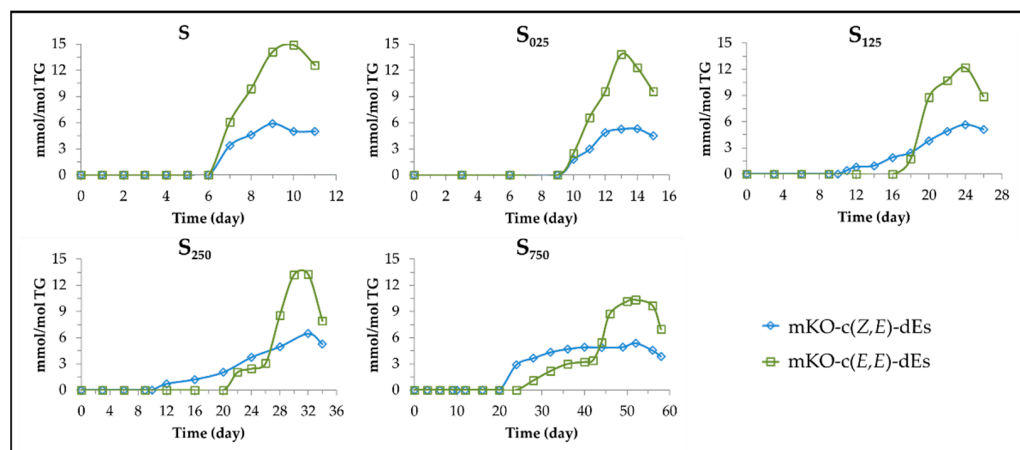 S
mmol/mol TG
15
12
9
6
3
0
0 2 4 6 8 10 12
Time (day)
S025
mmol/mol TG
15
12
9
6
3
0
0 2 4 6 8 10 12 14 16
Time (day)
S125
mmol/mol TG
15
12
9
6
3
0
0 4 8 12 16 20 24 28
Time (day)
S250
mmol/mol TG
15
12
9
6
3
0
0 4 8 12 16 20 24 28 32 36
Time (day)
S750
mmol/mol TG
15
12
9
6
3
0
0 10 20 30 40 50 60
Time (day)
mKO-c(Z,E)-dEs
mKO-c(E,E)-dEs